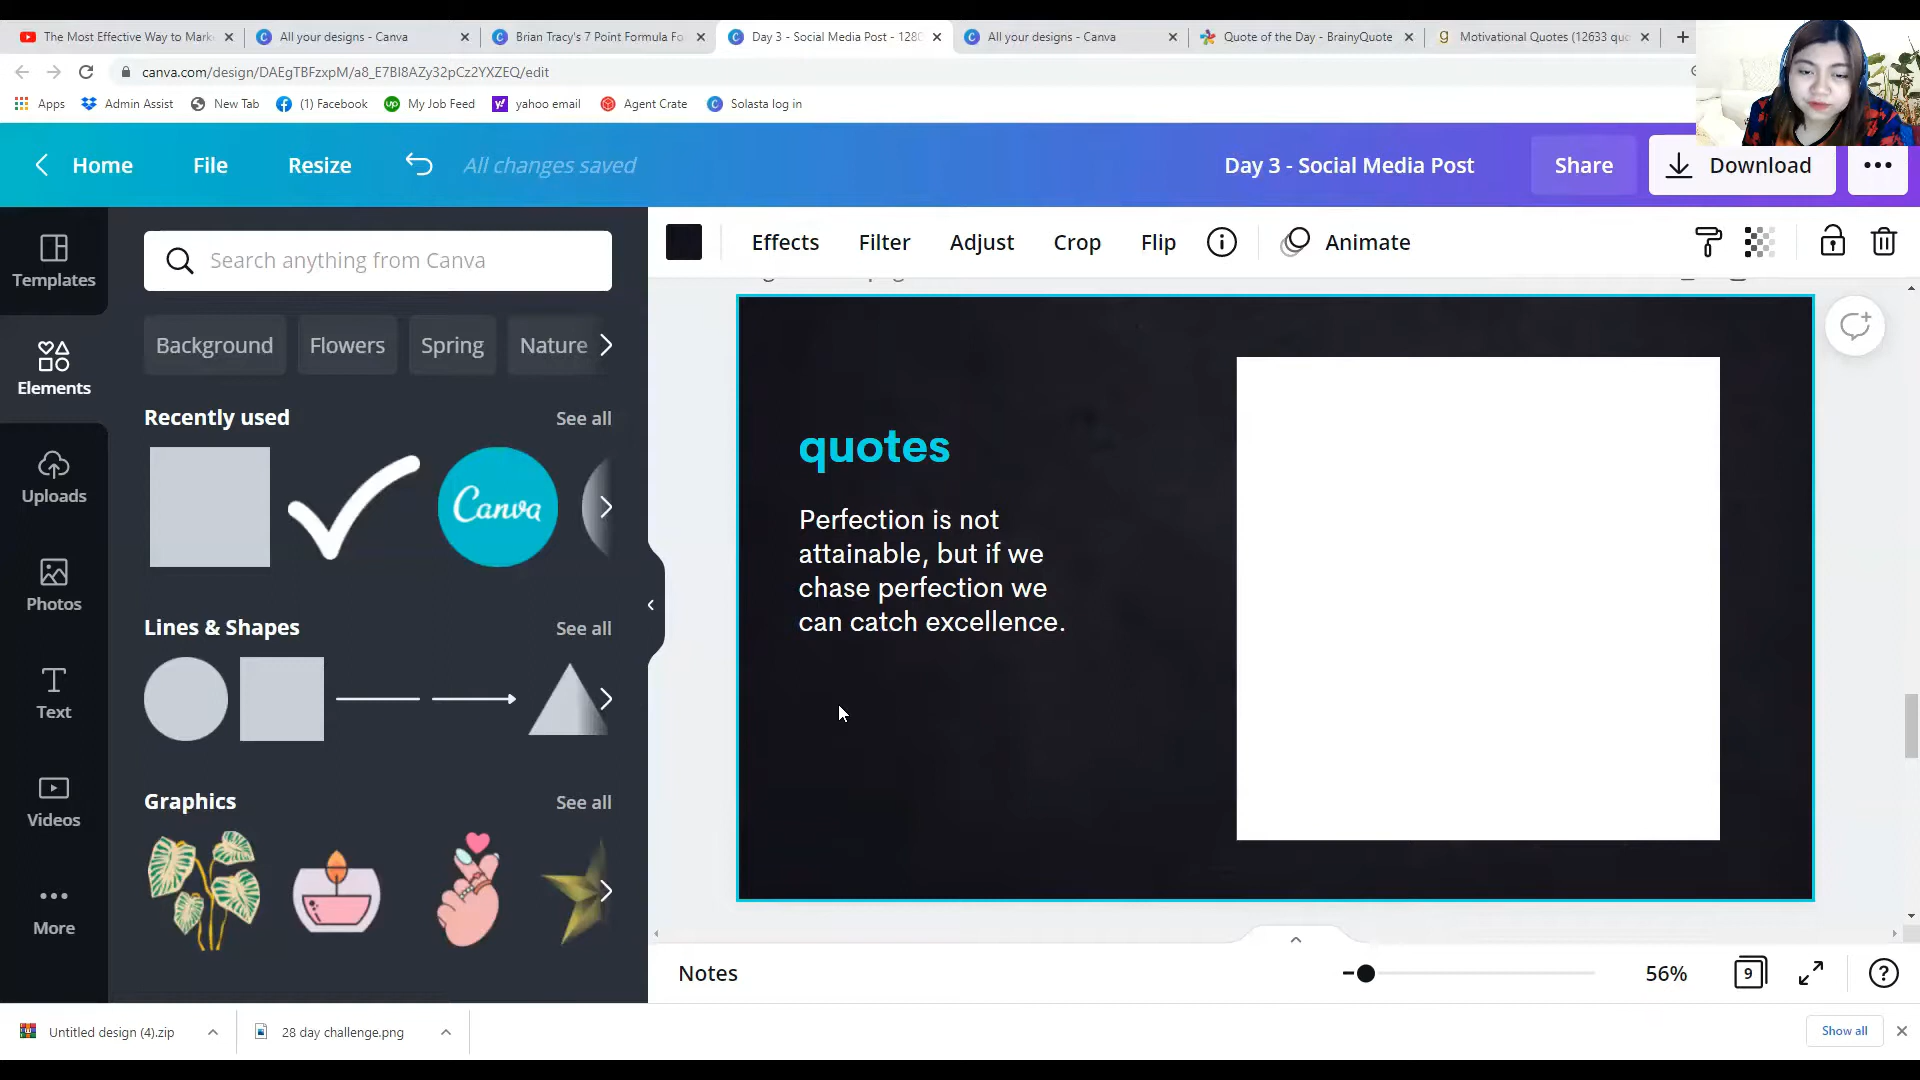 The Most Effective Way to Mark
All your designs - Canva
Brian Tracy's 7 Point Formula Fo
Day 3 - Social Media Post - 1280
All your designs - Canva
Quote of the Day - BrainyQuote
Motivational Quotes (12633 quo
canva.com/design/DAEgTBFzxpM/a8_E7BI8AZy32pCz2YXZEQ/edit
Apps
Admin Assist
New Tab
(1) Facebook
My Job Feed
yahoo email
Agent Crate
Solasta log in
Home
File
Resize
All changes saved
Day 3 - Social Media Post
Share
Download
Templates
Elements
Uploads
Photos
Text
Videos
More
Search anything from Canva
Background
Flowers
Spring
Nature
Recently used
See all
Canva
Lines & Shapes
See all
Graphics
See all
Effects
Filter
Adjust
Crop
Flip
Animate
quotes
Perfection is not
attainable, but if we
chase perfection we
can catch excellence.
Notes
56%
9
Untitled design (4).zip
28 day challenge.png
Show all